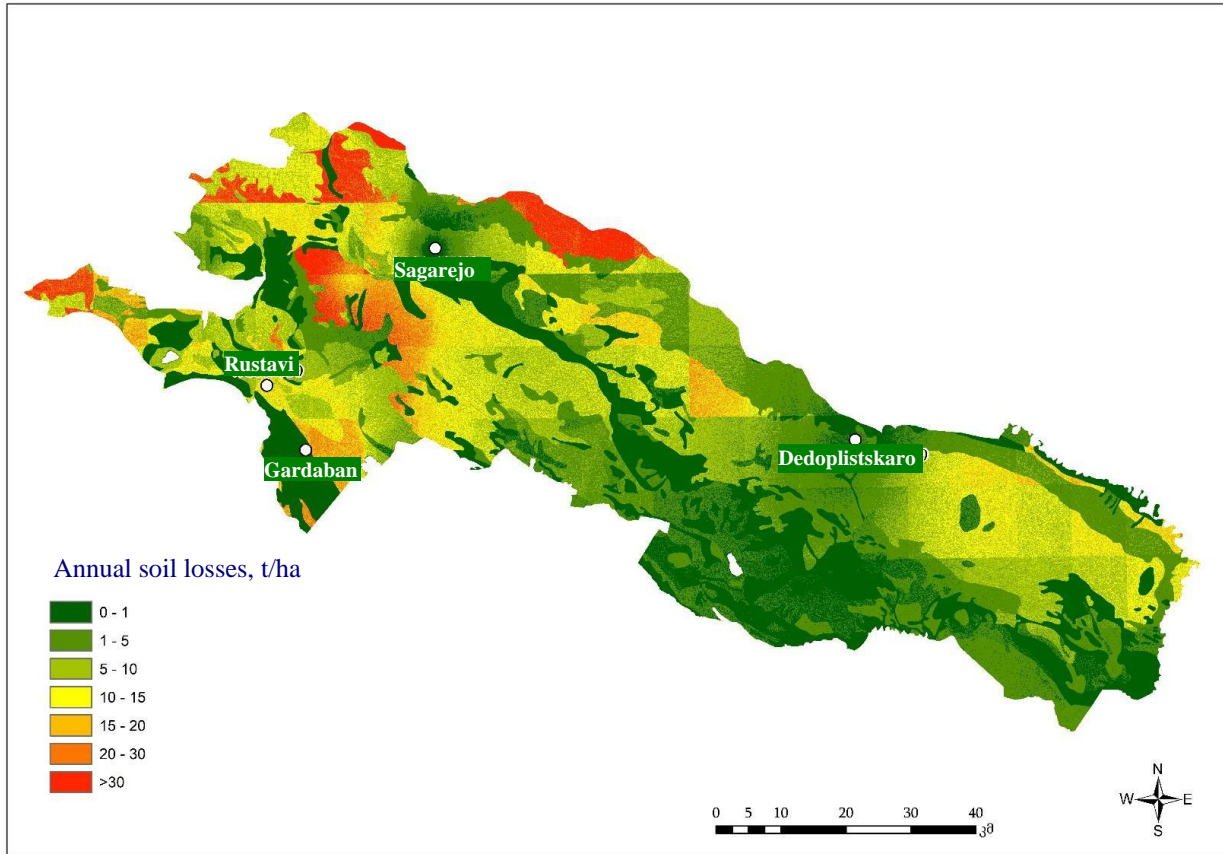 Sagarejo
Rustavi
Gardaban
Dedoplistskaro
Annual soil losses, t/ha
0 - 1
1 - 5
5 - 10
10 - 15
15 - 20
20 - 30
>30
N
W E
S
0 5 10 20 30 40
კმ